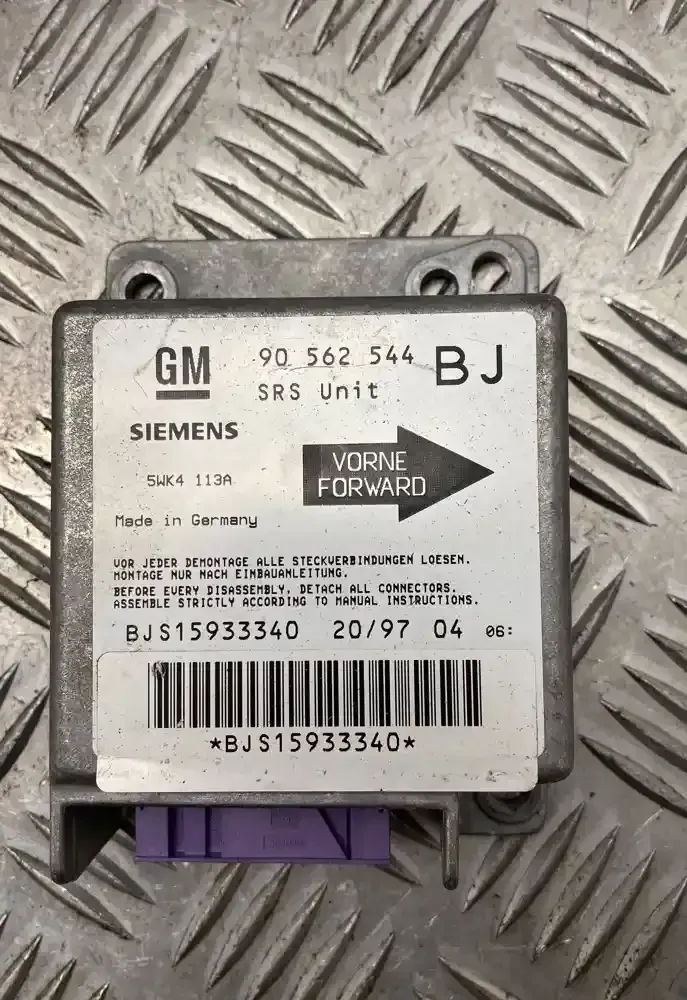 GM 90 562 544 BJ
SRS Unit
SIEMENS
VORNE
FORWARD
5WK4 113A
Made in Germany
VOR JEDER DEMONTAGE ALLE STECKVERBINDUNGEN LOESEN.
MONTAGE NUR NACH EINBAUANLEITUNG.
BEFORE EVERY DISASSEMBLY, DETACH ALL CONNECTORS.
ASSEMBLE STRICTLY ACCORDING TO MANUAL INSTRUCTIONS.
BJS15933340 20/97 04 06:
*BJS15933340*